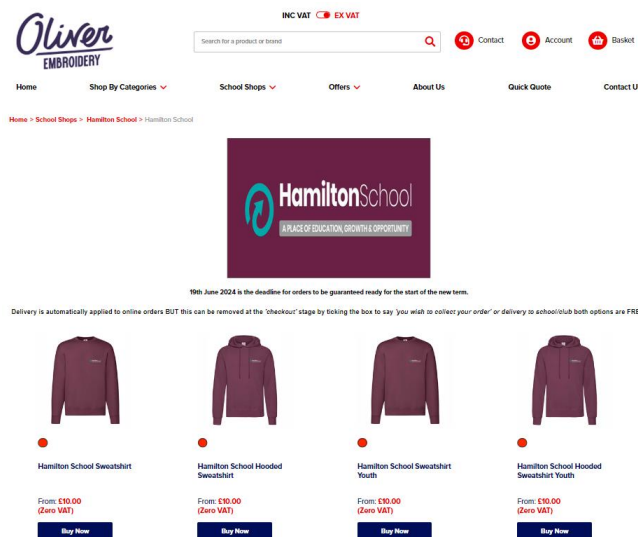 Oliver
EMBROIDERY
INC VAT EX VAT
Search for a product or brand
Contact
Account
Basket
Home
Shop By Categories
School Shops
Offers
About Us
Quick Quote
Contact U
Home > School Shops > Hamilton School > Hamilton School
HamiltonSchool
A PLACE OF EDUCATION, GROWTH & OPPORTUNITY
19th June 2024 is the deadline for orders to be guaranteed ready for the start of the new term.
Delivery is automatically applied to online orders BUT this can be removed at the 'checkout' stage by ticking the box to say 'you wish to collect your order' or delivery to school/club both options are FRE
Hamilton School Sweatshirt
Hamilton School Hooded
Sweatshirt
Hamilton School Sweatshirt
Youth
Hamilton School Hooded
Sweatshirt Youth
From: £10.00
(Zero VAT)
From: £10.00
(Zero VAT)
From: £10.00
(Zero VAT)
From: £10.00
(Zero VAT)
Buy Now
Buy Now
Buy Now
Buy Now